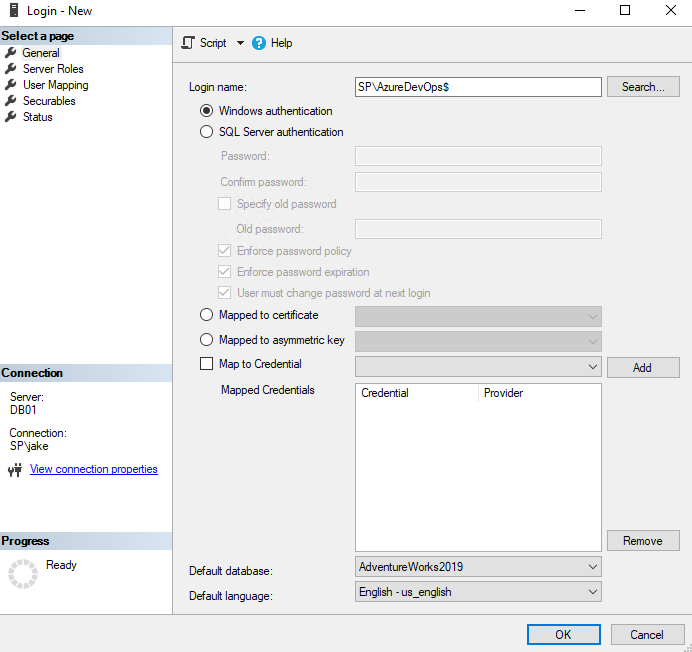 Login - New
Select a page
General
Server Roles
User Mapping
Securables
Status
Script
Help
Login name:
SP\AzureDevOps$
Search...
Windows authentication
SQL Server authentication
Password:
Confirm password:
Specify old password
Old password:
Enforce password policy
Enforce password expiration
User must change password at next login
Mapped to certificate
Mapped to asymmetric key
Map to Credential
Add
Mapped Credentials
Credential
Provider
Remove
Default database:
AdventureWorks2019
Default language:
English - us_english
Connection
Server:
DB01
Connection:
SP\jake
View connection properties
Progress
Ready
OK
Cancel